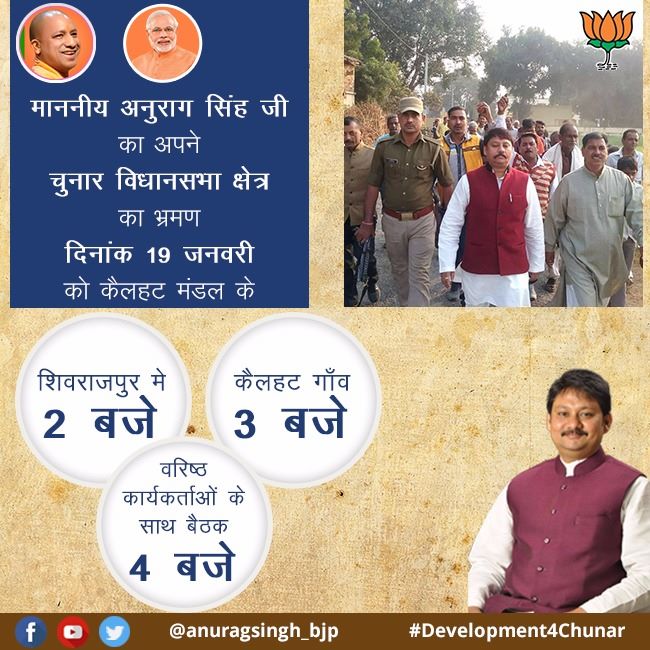 माननीय अनुराग सिंह जी
का अपने
चुनार विधानसभा क्षेत्र
का भ्रमण
दिनांक 19 जनवरी
को कैलहट मंडल के
शिवराजपुर मे
2 बजे
कैलहट गाँव
3 बजे
वरिष्ठ
कार्यकर्ताओं के
साथ बैठक
4 बजे
@anuragsingh_bjp
#Development4Chunar